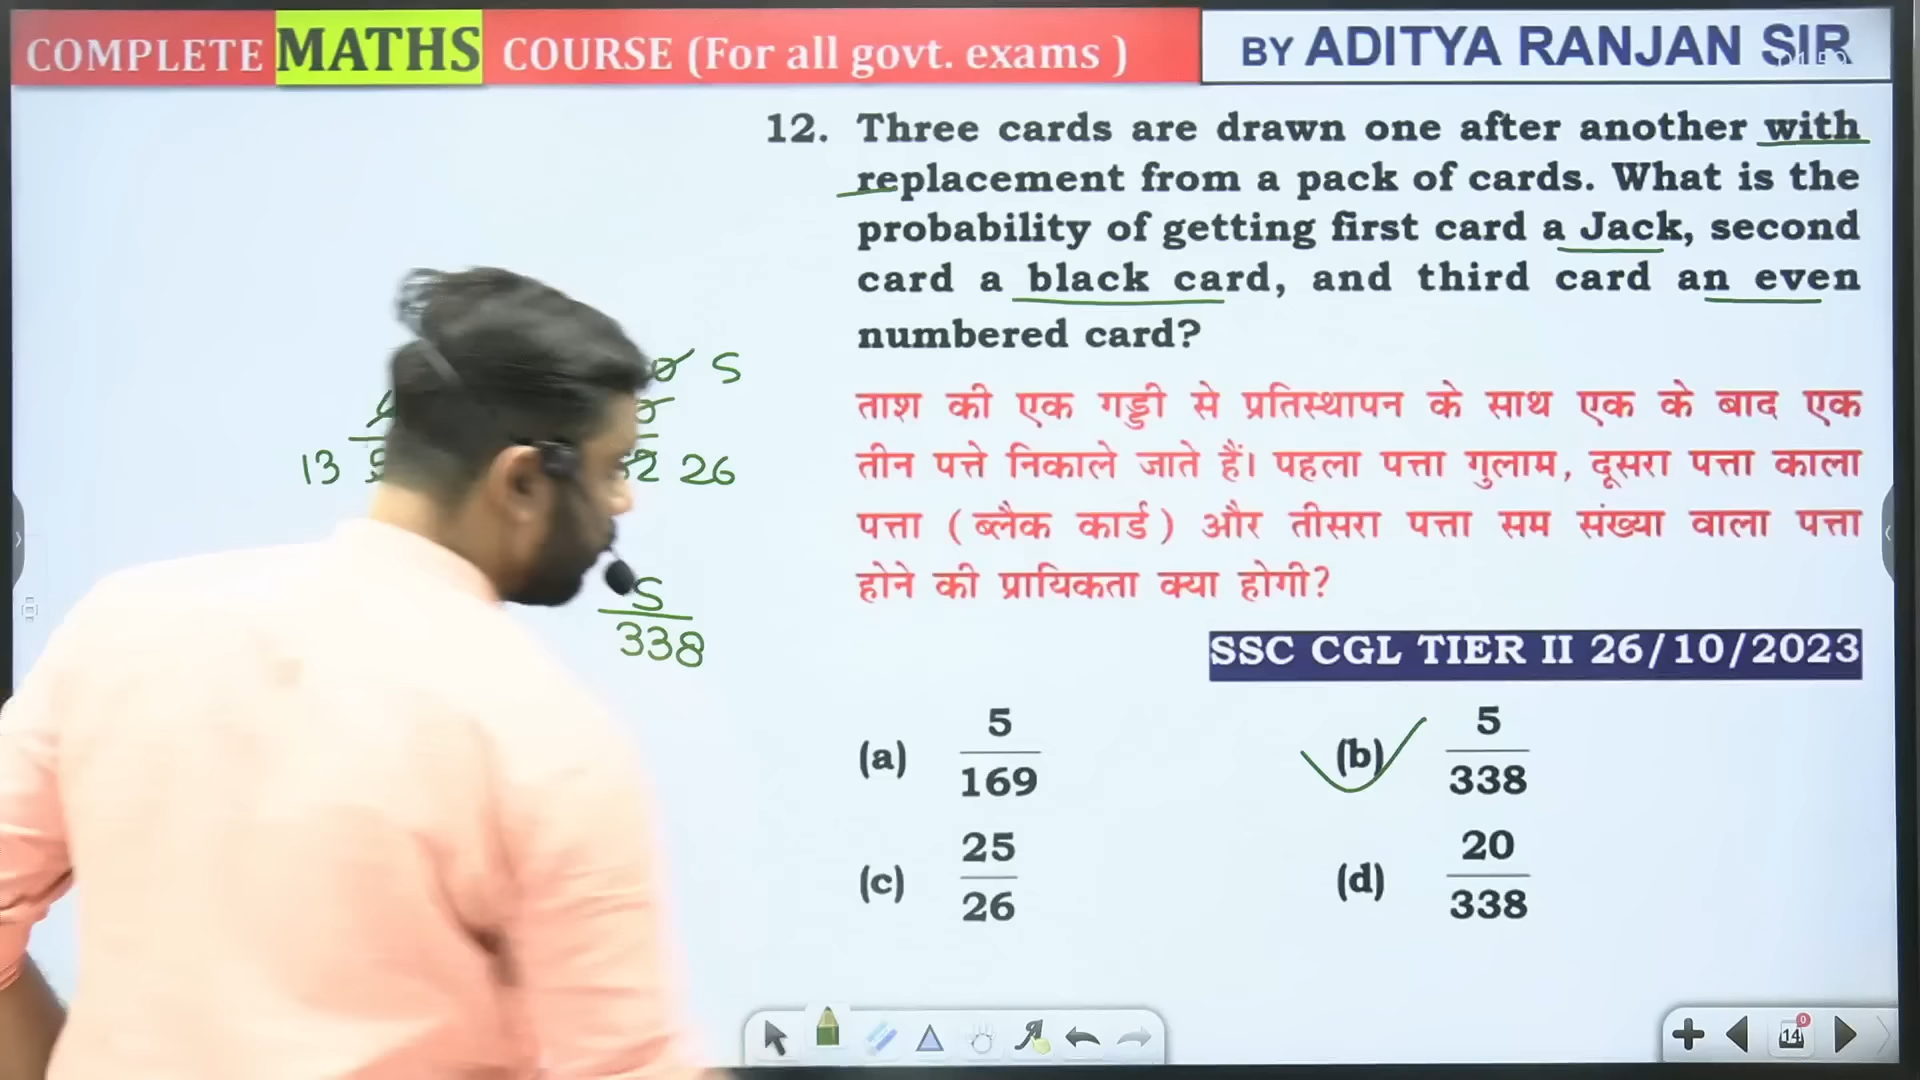 COMPLETE MATHS COURSE (For all govt. exams )
BY ADITYA RANJAN SIR
12. Three cards are drawn one after another with
replacement from a pack of cards. What is the
probability of getting first card a Jack, second
card a black card, and third card an even
numbered card?
S
13
2 26
S
338
ताश की एक गड्डी से प्रतिस्थापन के साथ एक के बाद एक
तीन पत्ते निकाले जाते हैं। पहला पत्ता गुलाम, दूसरा पत्ता काला
पत्ता ( ब्लैक कार्ड ) और तीसरा पत्ता सम संख्या वाला पत्ता
होने की प्रायिकता क्या होगी?
SSC CGL TIER II 26/10/2023
(a) 5/169
(b) 5/338
(c) 25/26
(d) 20/338
14
0